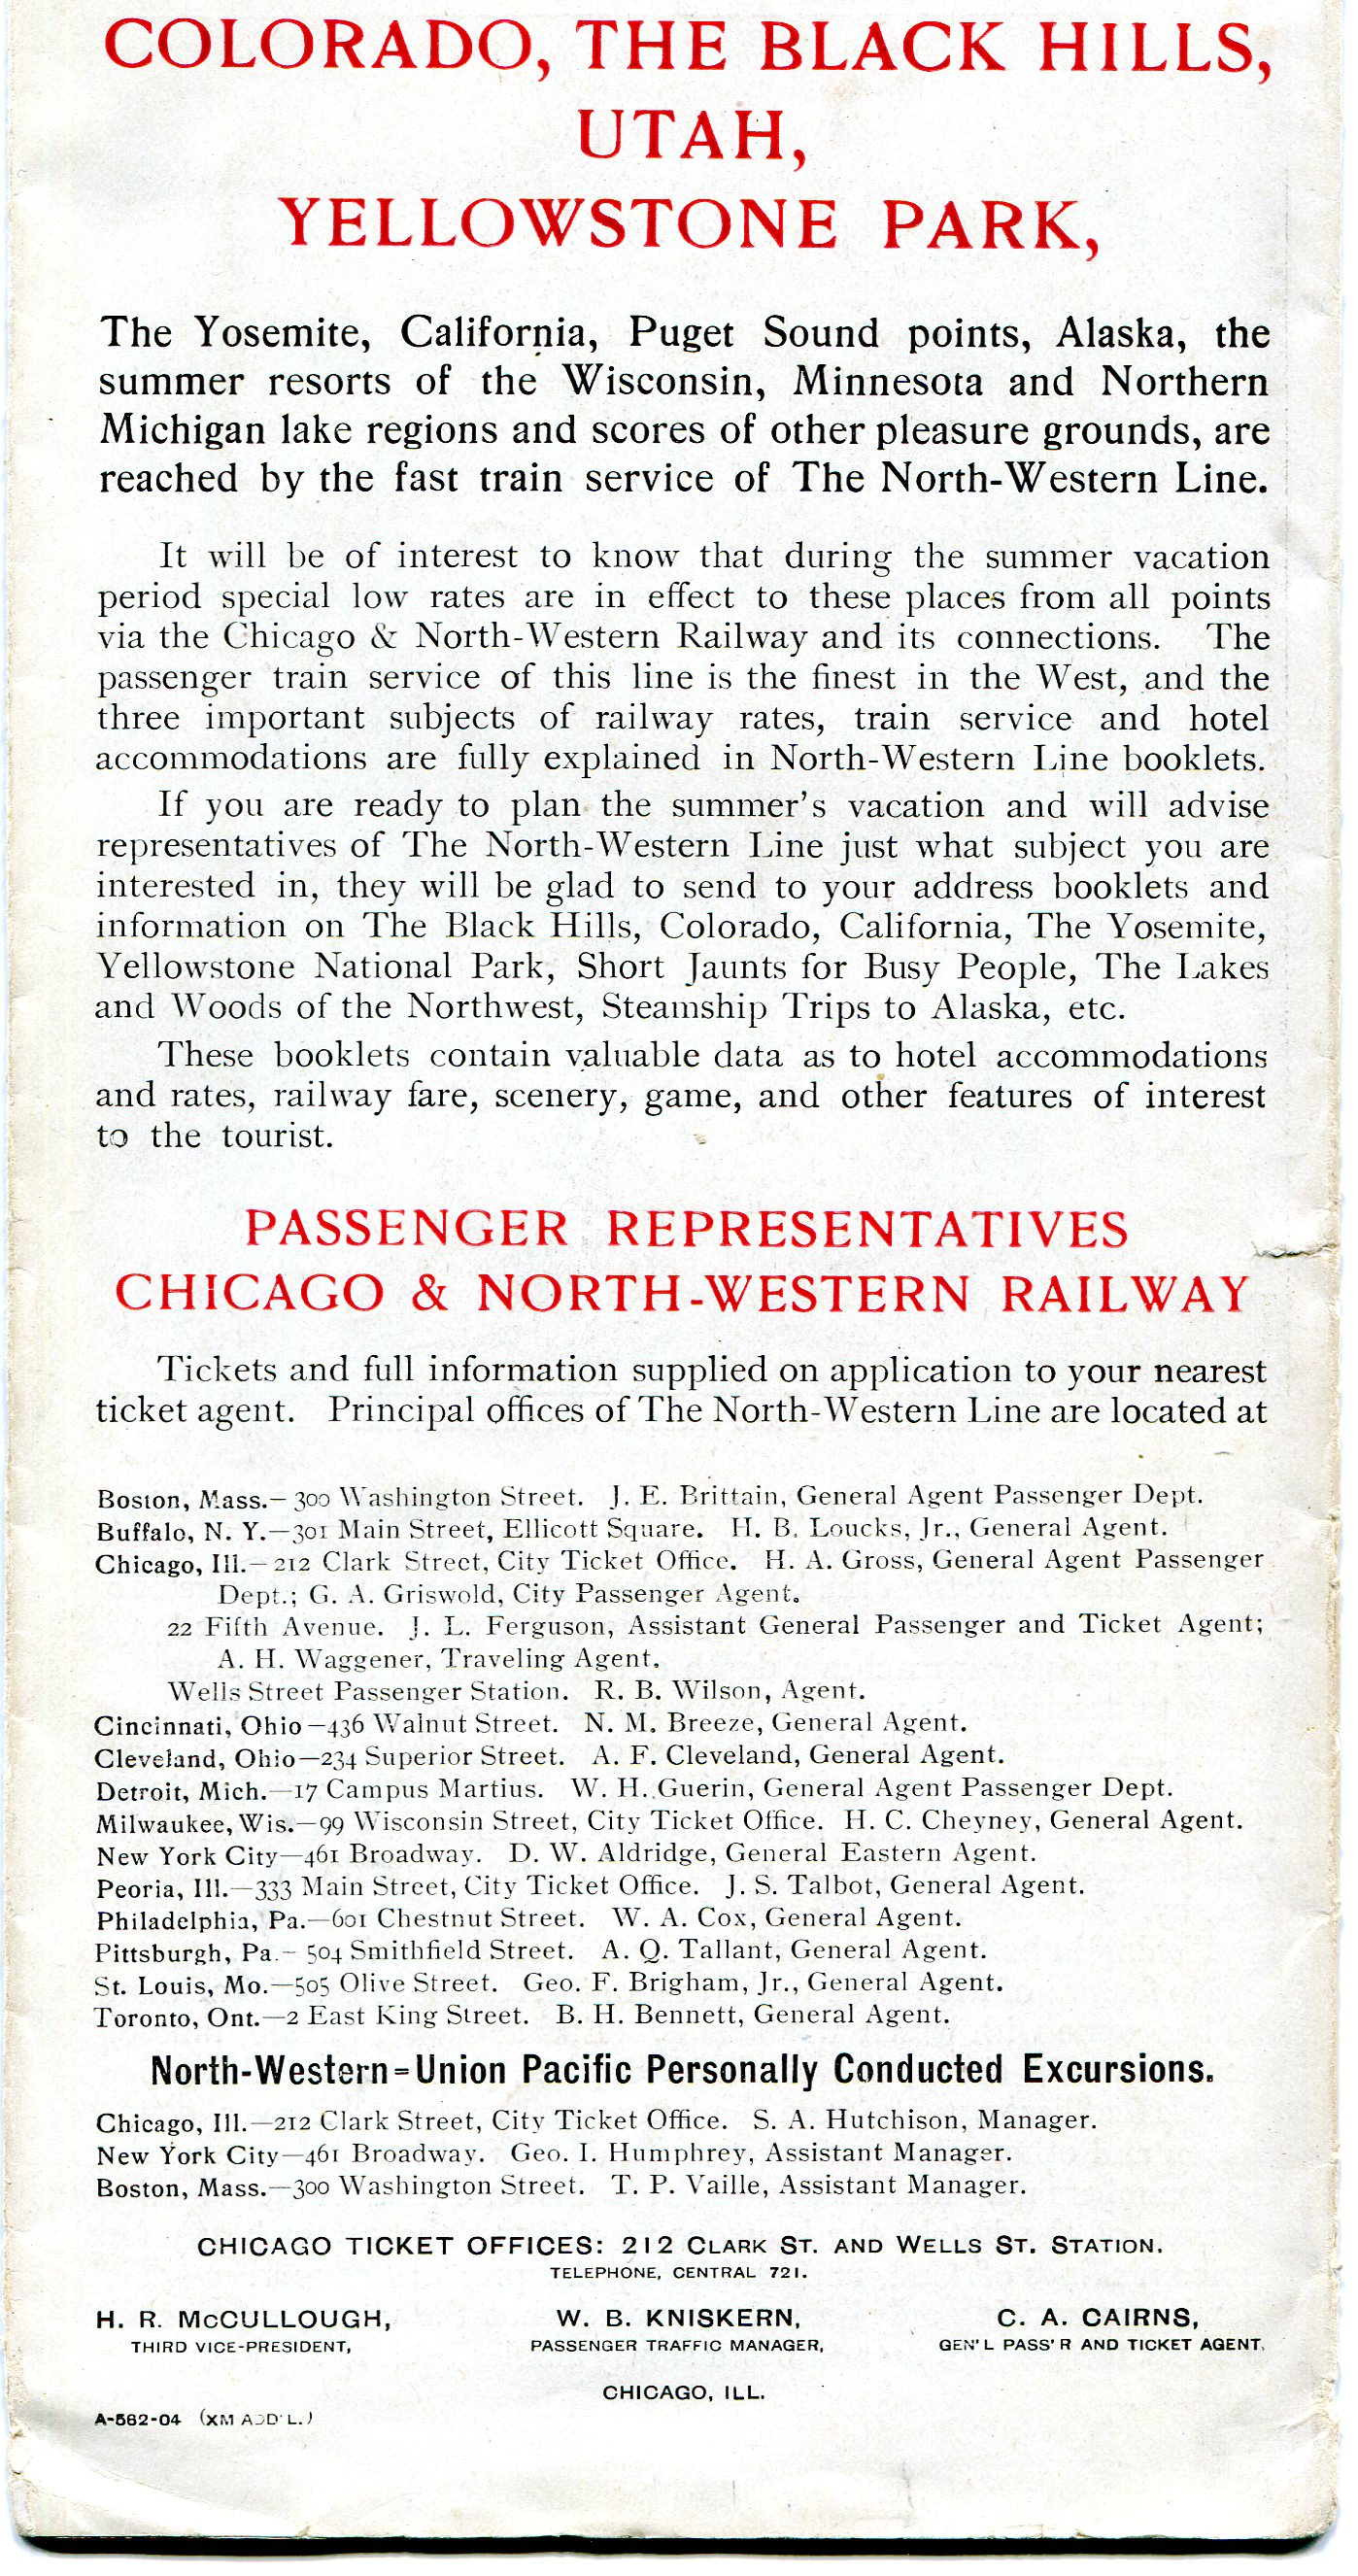 COLORADO, THE BLACK HILLS,
UTAH,
YELLOWSTONE PARK,
The Yosemite, California, Puget Sound points, Alaska, the
summer resorts of the Wisconsin, Minnesota and Northern
Michigan lake regions and scores of other pleasure grounds, are
reached by the fast train service of The North-Western Line.
It will be of interest to know that during the summer vacation
period special low rates are in effect to these places from all points
via the Chicago & North-Western Railway and its connections. The
passenger train service of this line is the finest in the West, and the
three important subjects of railway rates, train service and hotel
accommodations are fully explained in North-Western Line booklets.
If you are ready to plan the summer's vacation and will advise
representatives of The North-Western Line just what subject you are
interested in, they will be glad to send to your address booklets and
information on The Black Hills, Colorado, California, The Yosemite,
Yellowstone National Park, Short Jaunts for Busy People, The Lakes
and Woods of the Northwest, Steamship Trips to Alaska, etc.
These booklets contain valuable data as to hotel accommodations
and rates, railway fare, scenery, game, and other features of interest
to the tourist.
PASSENGER REPRESENTATIVES
CHICAGO & NORTH-WESTERN RAILWAY
Tickets and full information supplied on application to your nearest
ticket agent. Principal offices of The North-Western Line are located at
Boston, Mass.—300 Washington Street. J. E. Brittain, General Agent Passenger Dept.
Buffalo, N. Y.—301 Main Street, Ellicott Square. H. B. Loucks, Jr., General Agent.
Chicago, Ill.—212 Clark Street, City Ticket Office. H. A. Gross, General Agent Passenger
Dept.; G. A. Griswold, City Passenger Agent.
22 Fifth Avenue. J. L. Ferguson, Assistant General Passenger and Ticket Agent;
A. H. Waggener, Traveling Agent.
Wells Street Passenger Station. R. B. Wilson, Agent.
Cincinnati, Ohio—436 Walnut Street. N. M. Breeze, General Agent.
Cleveland, Ohio—234 Superior Street. A. F. Cleveland, General Agent.
Detroit, Mich.—17 Campus Martius. W. H. Guerin, General Agent Passenger Dept.
Milwaukee, Wis.—99 Wisconsin Street, City Ticket Office. H. C. Cheyney, General Agent.
New York City—461 Broadway. D. W. Aldridge, General Eastern Agent.
Peoria, Ill.—333 Main Street, City Ticket Office. J. S. Talbot, General Agent.
Philadelphia, Pa.—601 Chestnut Street. W. A. Cox, General Agent.
Pittsburgh, Pa.—504 Smithfield Street. A. Q. Tallant, General Agent.
St. Louis, Mo.—505 Olive Street. Geo. F. Brigham, Jr., General Agent.
Toronto, Ont.—2 East King Street. B. H. Bennett, General Agent.
North-Western=Union Pacific Personally Conducted Excursions.
Chicago, Ill.—212 Clark Street, City Ticket Office. S. A. Hutchison, Manager.
New York City—461 Broadway. Geo. I. Humphrey, Assistant Manager.
Boston, Mass.—300 Washington Street. T. P. Vaille, Assistant Manager.
CHICAGO TICKET OFFICES: 212 CLARK ST. AND WELLS ST. STATION.
TELEPHONE, CENTRAL 721.
H. R. McCULLOUGH, W. B. KNISKERN, C. A. CAIRNS,
THIRD VICE-PRESIDENT, PASSENGER TRAFFIC MANAGER, GEN'L PASS'R AND TICKET AGENT,
CHICAGO, ILL.
A-562-04 (XM ADD'L.)